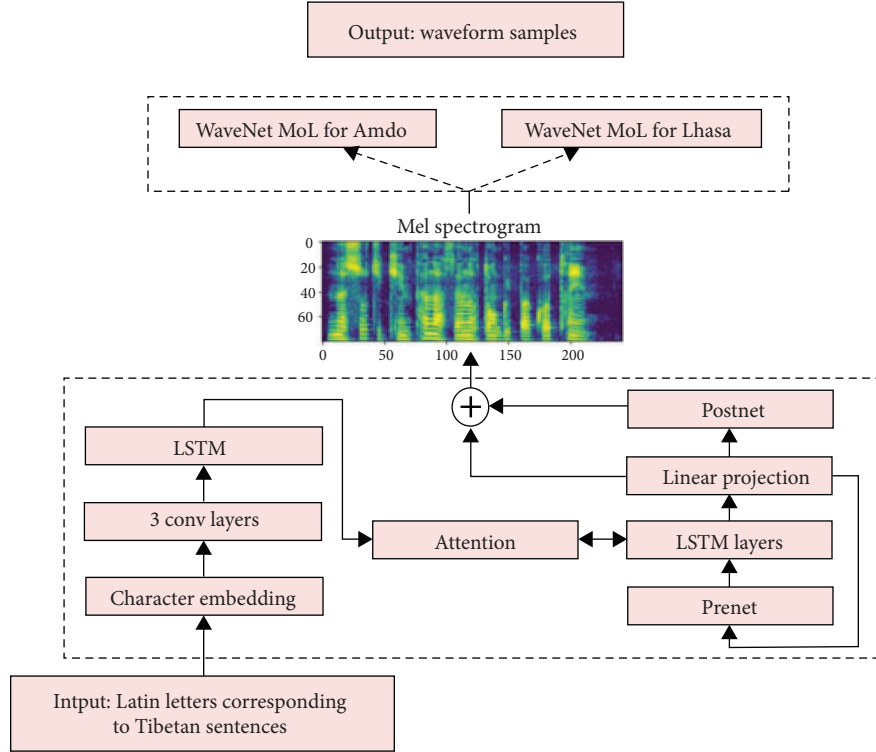 Output: waveform samples
WaveNet MoL for Amdo
WaveNet MoL for Lhasa
Mel spectrogram
0
20
40
60
0 50 100 150 200
+
Postnet
LSTM
Linear projection
3 conv layers
Attention
LSTM layers
Character embedding
Prenet
Intput: Latin letters corresponding
to Tibetan sentences